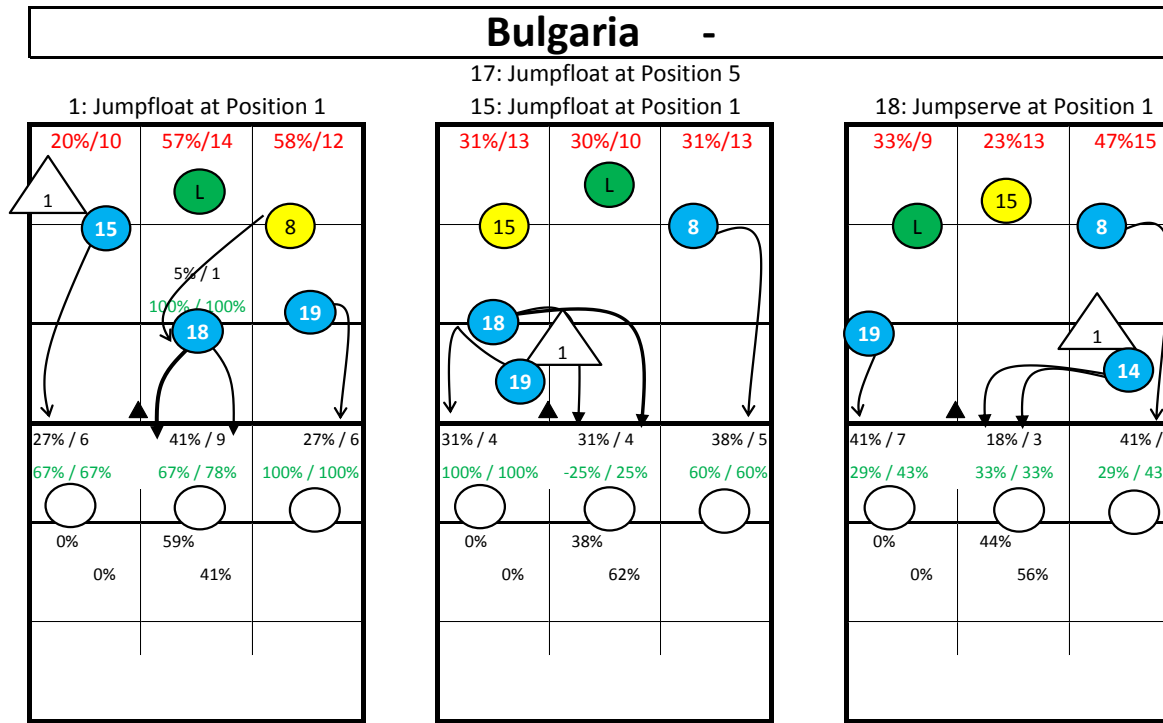 Bulgaria -
17: Jumpfloat at Position 5
1: Jumpfloat at Position 1 15: Jumpfloat at Position 1 18: Jumpserve at Position 1
20%/10 57%/14 58%/12 31%/13 30%/10 31%/13 33%/9 23%13 47%15
1 L L 15
15 8 15 8 L 8
5% / 1
100% / 100%
18 19 18 1 19 1
19 14
27% / 6 41% / 9 27% / 6 31% / 4 31% / 4 38% / 5 41% / 7 18% / 3 41% /
67% / 67% 67% / 78% 100% / 100% 100% / 100% -25% / 25% 60% / 60% 29% / 43% 33% / 33% 29% / 43
0% 59% 0% 38% 0% 44%
0% 41% 0% 62% 0% 56%